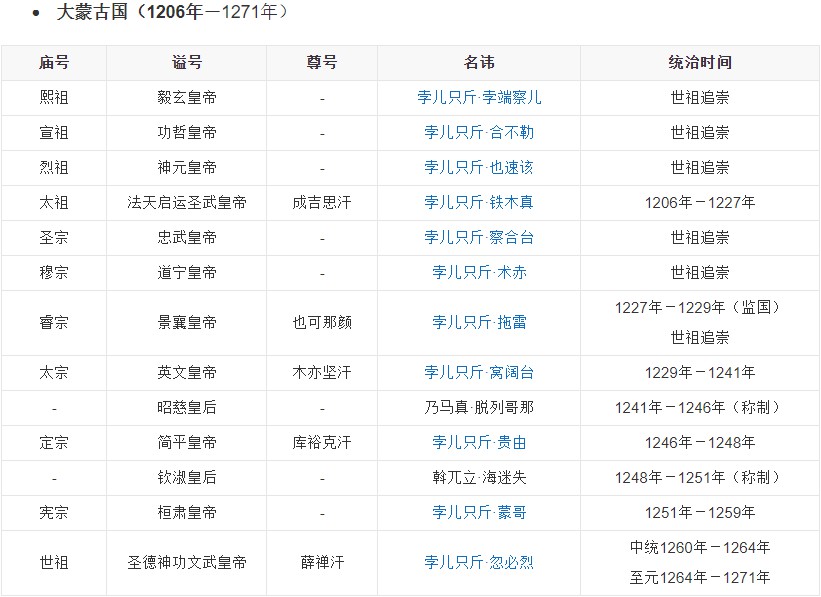 大蒙古国（1206年－1271年）
庙号 谥号 尊号 名讳 统治时间
熙祖 毅玄皇帝 - 孛儿只斤·孛端察儿 世祖追崇
宣祖 功哲皇帝 - 孛儿只斤·合不勒 世祖追崇
烈祖 神元皇帝 - 孛儿只斤·也速该 世祖追崇
太祖 法天启运圣武皇帝 成吉思汗 孛儿只斤·铁木真 1206年－1227年
圣宗 忠武皇帝 - 孛儿只斤·察合台 世祖追崇
穆宗 道宁皇帝 - 孛儿只斤·术赤 世祖追崇
睿宗 景襄皇帝 也可那颜 孛儿只斤·拖雷 1227年－1229年（监国）
世祖追崇
太宗 英文皇帝 木亦坚汗 孛儿只斤·窝阔台 1229年－1241年
- 昭慈皇后 - 乃马真·脱列哥那 1241年－1246年（称制）
定宗 简平皇帝 库裕克汗 孛儿只斤·贵由 1246年－1248年
- 钦淑皇后 - 斡兀立·海迷失 1248年－1251年（称制）
宪宗 桓肃皇帝 - 孛儿只斤·蒙哥 1251年－1259年
世祖 圣德神功文武皇帝 薛禅汗 孛儿只斤·忽必烈 中统1260年－1264年
至元1264年－1271年